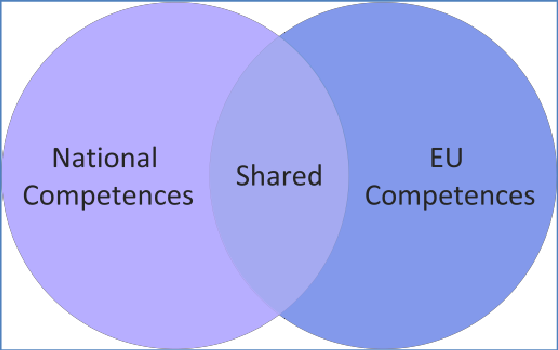 National
Competences
Shared
EU
Competences